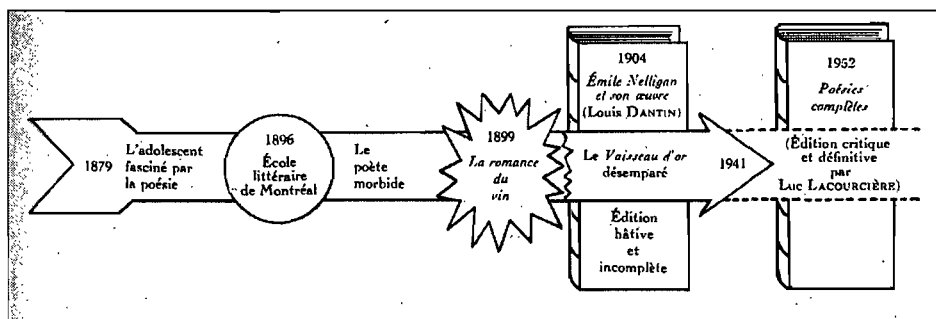 1879
L'adolescent
fasciné par
la poésie
1896
École
littéraire
de Montréal
Le
poète
morbide
1899
La romance
du
vin
1904
Émile Nelligan
et son œuvre
(Louis DANTIN)
Le Vaisseau d'or
désemparé
Édition
hâtive
et
incomplète
1941
1952
Poésies
complètes
(Édition critique
et définitive
par
Luc LACOURCIÈRE)